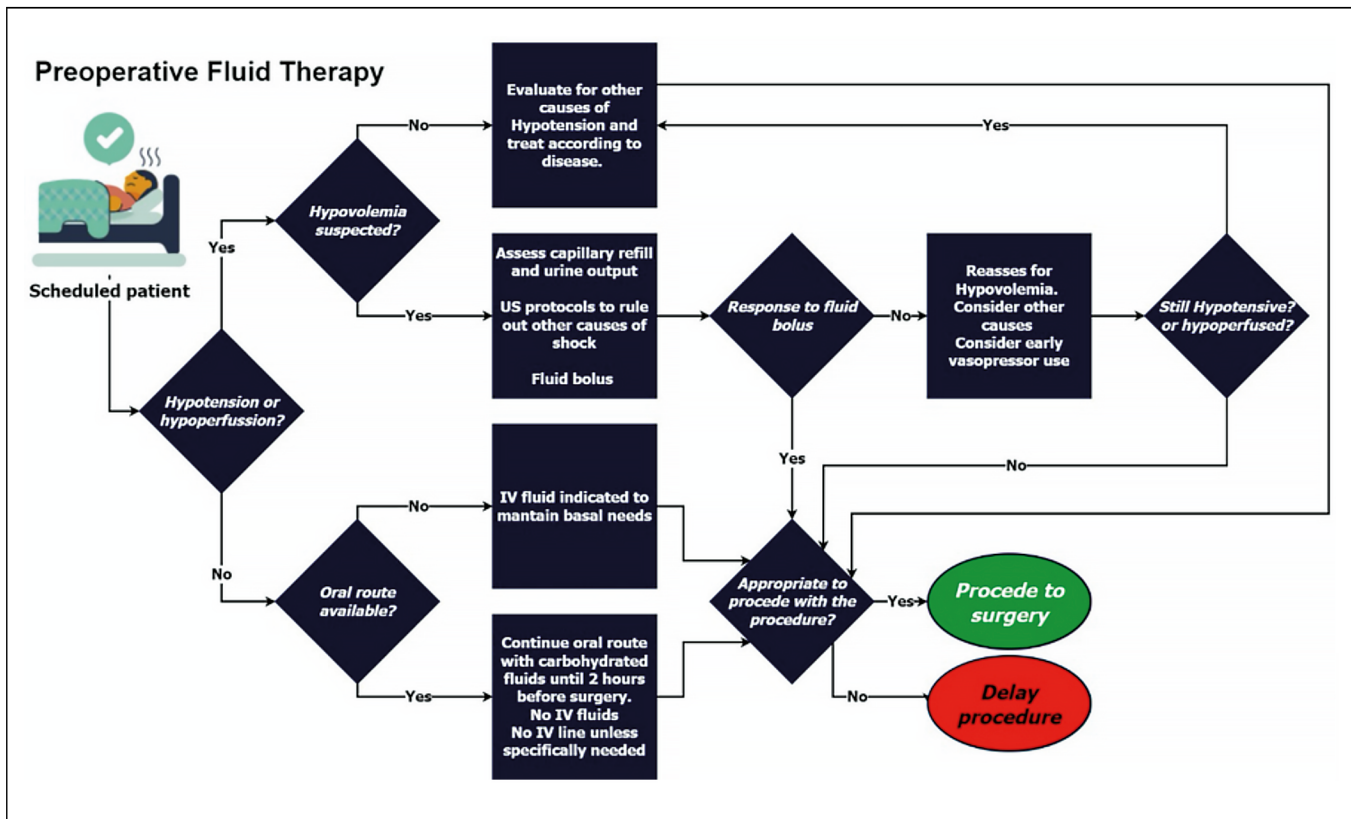 Preoperative Fluid Therapy
Scheduled patient
Hypotension or
hypoperfussion?
Yes
No
Hypovolemia
suspected?
No
Yes
Evaluate for other
causes of
Hypotension and
treat according to
disease.
Assess capillary refill
and urine output
US protocols to rule
out other causes of
shock
Fluid bolus
Response to fluid
bolus
No
Yes
Reasses for
Hypovolemia.
Consider other
causes
Consider early
vasopressor use
Still Hypotensive?
or hypoperfused?
Yes
No
Oral route
available?
No
Yes
IV fluid indicated to
mantain basal needs
Continue oral route
with carbohydrated
fluids until 2 hours
before surgery.
No IV fluids
No IV line unless
specifically needed
Appropriate to
procede with the
procedure?
Yes
No
Procede to
surgery
Delay
procedure